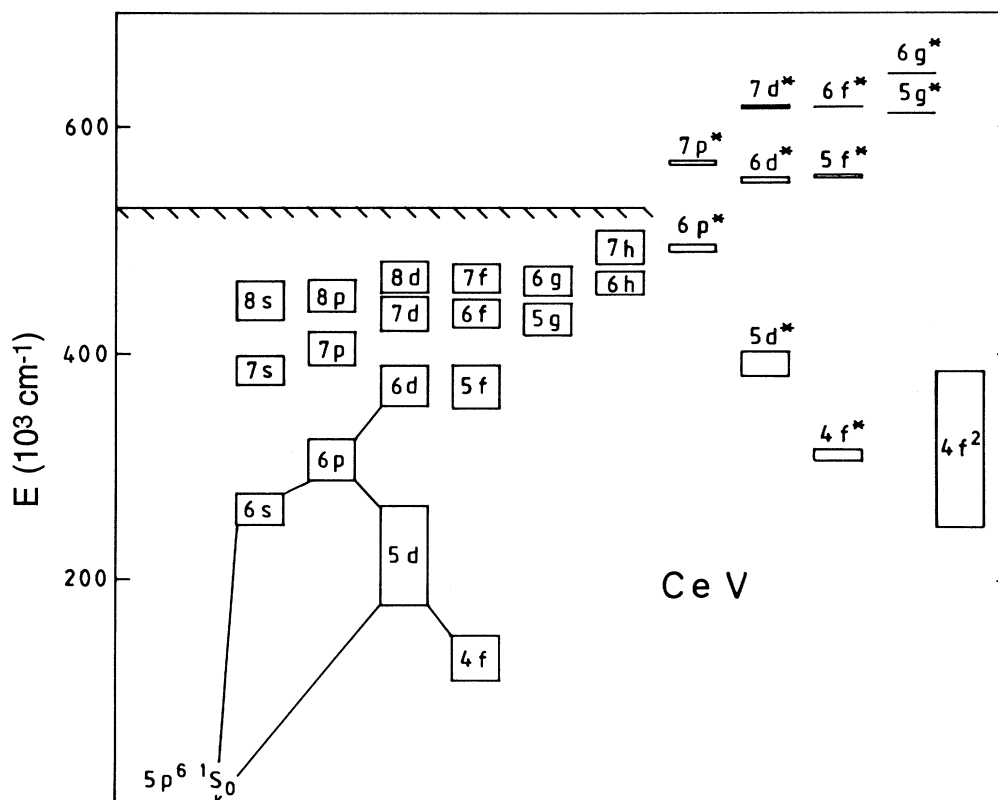 6g*
7d* 6f* 5g*
600
7p* 6d* 5f*
6p*
7h
8s 8p 8d 7f 6g 6h
7d 6f 5g
400
7s 7p 5d*
6d 5f
E (10³ cm-1)
6p 4f* 4f²
6s
5d
200
Ce V
4f
5p⁶ ¹S₀